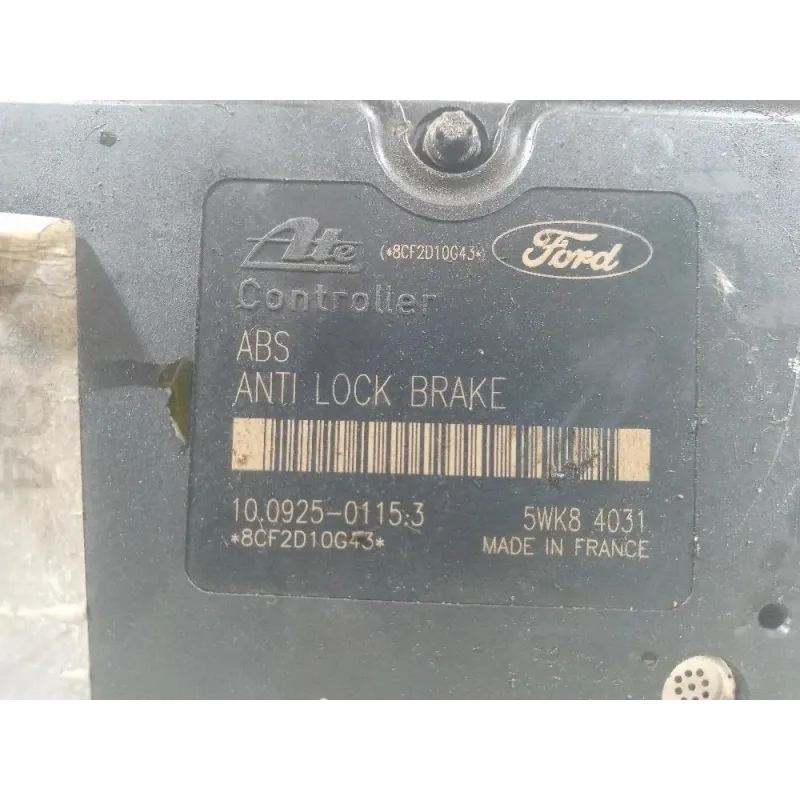 Ate (*8CF2D10G43*) Ford
Controller
ABS
ANTI LOCK BRAKE
10.0925-0115.3 5WK8 4031
*8CF2D10G43* MADE IN FRANCE